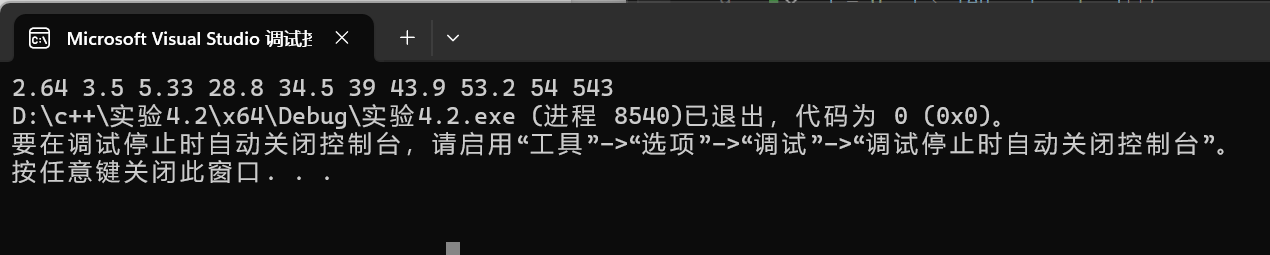 Microsoft Visual Studio 调试
2.64 3.5 5.33 28.8 34.5 39 43.9 53.2 54 543
D:\c++\实验4.2\x64\Debug\实验4.2.exe (进程 8540)已退出，代码为 0 (0x0)。
要在调试停止时自动关闭控制台，请启用“工具”->“选项”->“调试”->“调试停止时自动关闭控制台”。
按任意键关闭此窗口. . .